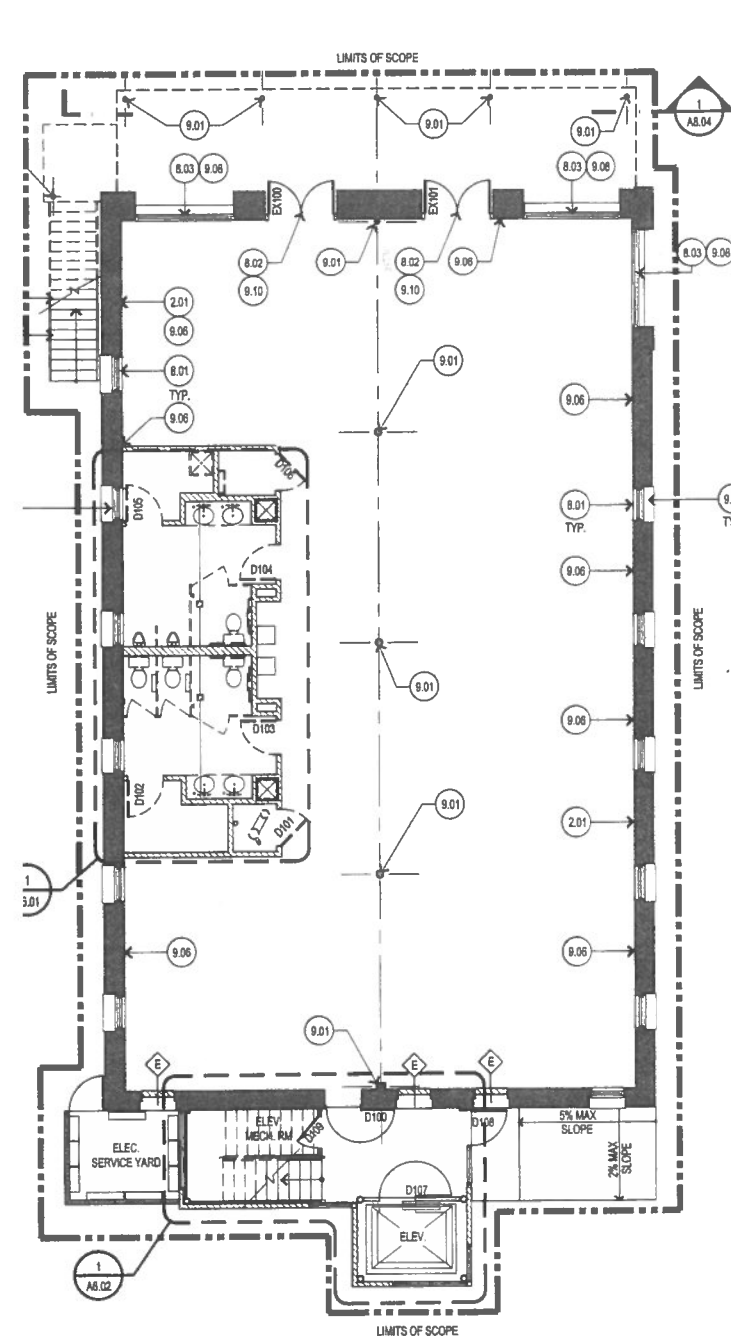 LIMITS OF SCOPE
9.01
9.01
9.01
1
A8.04
8.03 9.06
8.03 9.06
EX100
EX101
8.02
9.10
9.01
8.02
9.10
9.06
8.03 9.06
2.01
9.06
8.01
TYP.
9.06
9.01
9.06
D106
D105
8.01
TYP.
9.06
D104
LIMITS OF SCOPE
LIMITS OF SCOPE
9.01
9.06
D103
D102
D101
9.01
2.01
1
9.06
9.06
9.01
E
E
E
ELEV.
MECH. RM
D109
D100
D108
5% MAX
SLOPE
2% MAX
SLOPE
ELEC.
SERVICE YARD
D107
ELEV.
1
A6.02
LIMITS OF SCOPE